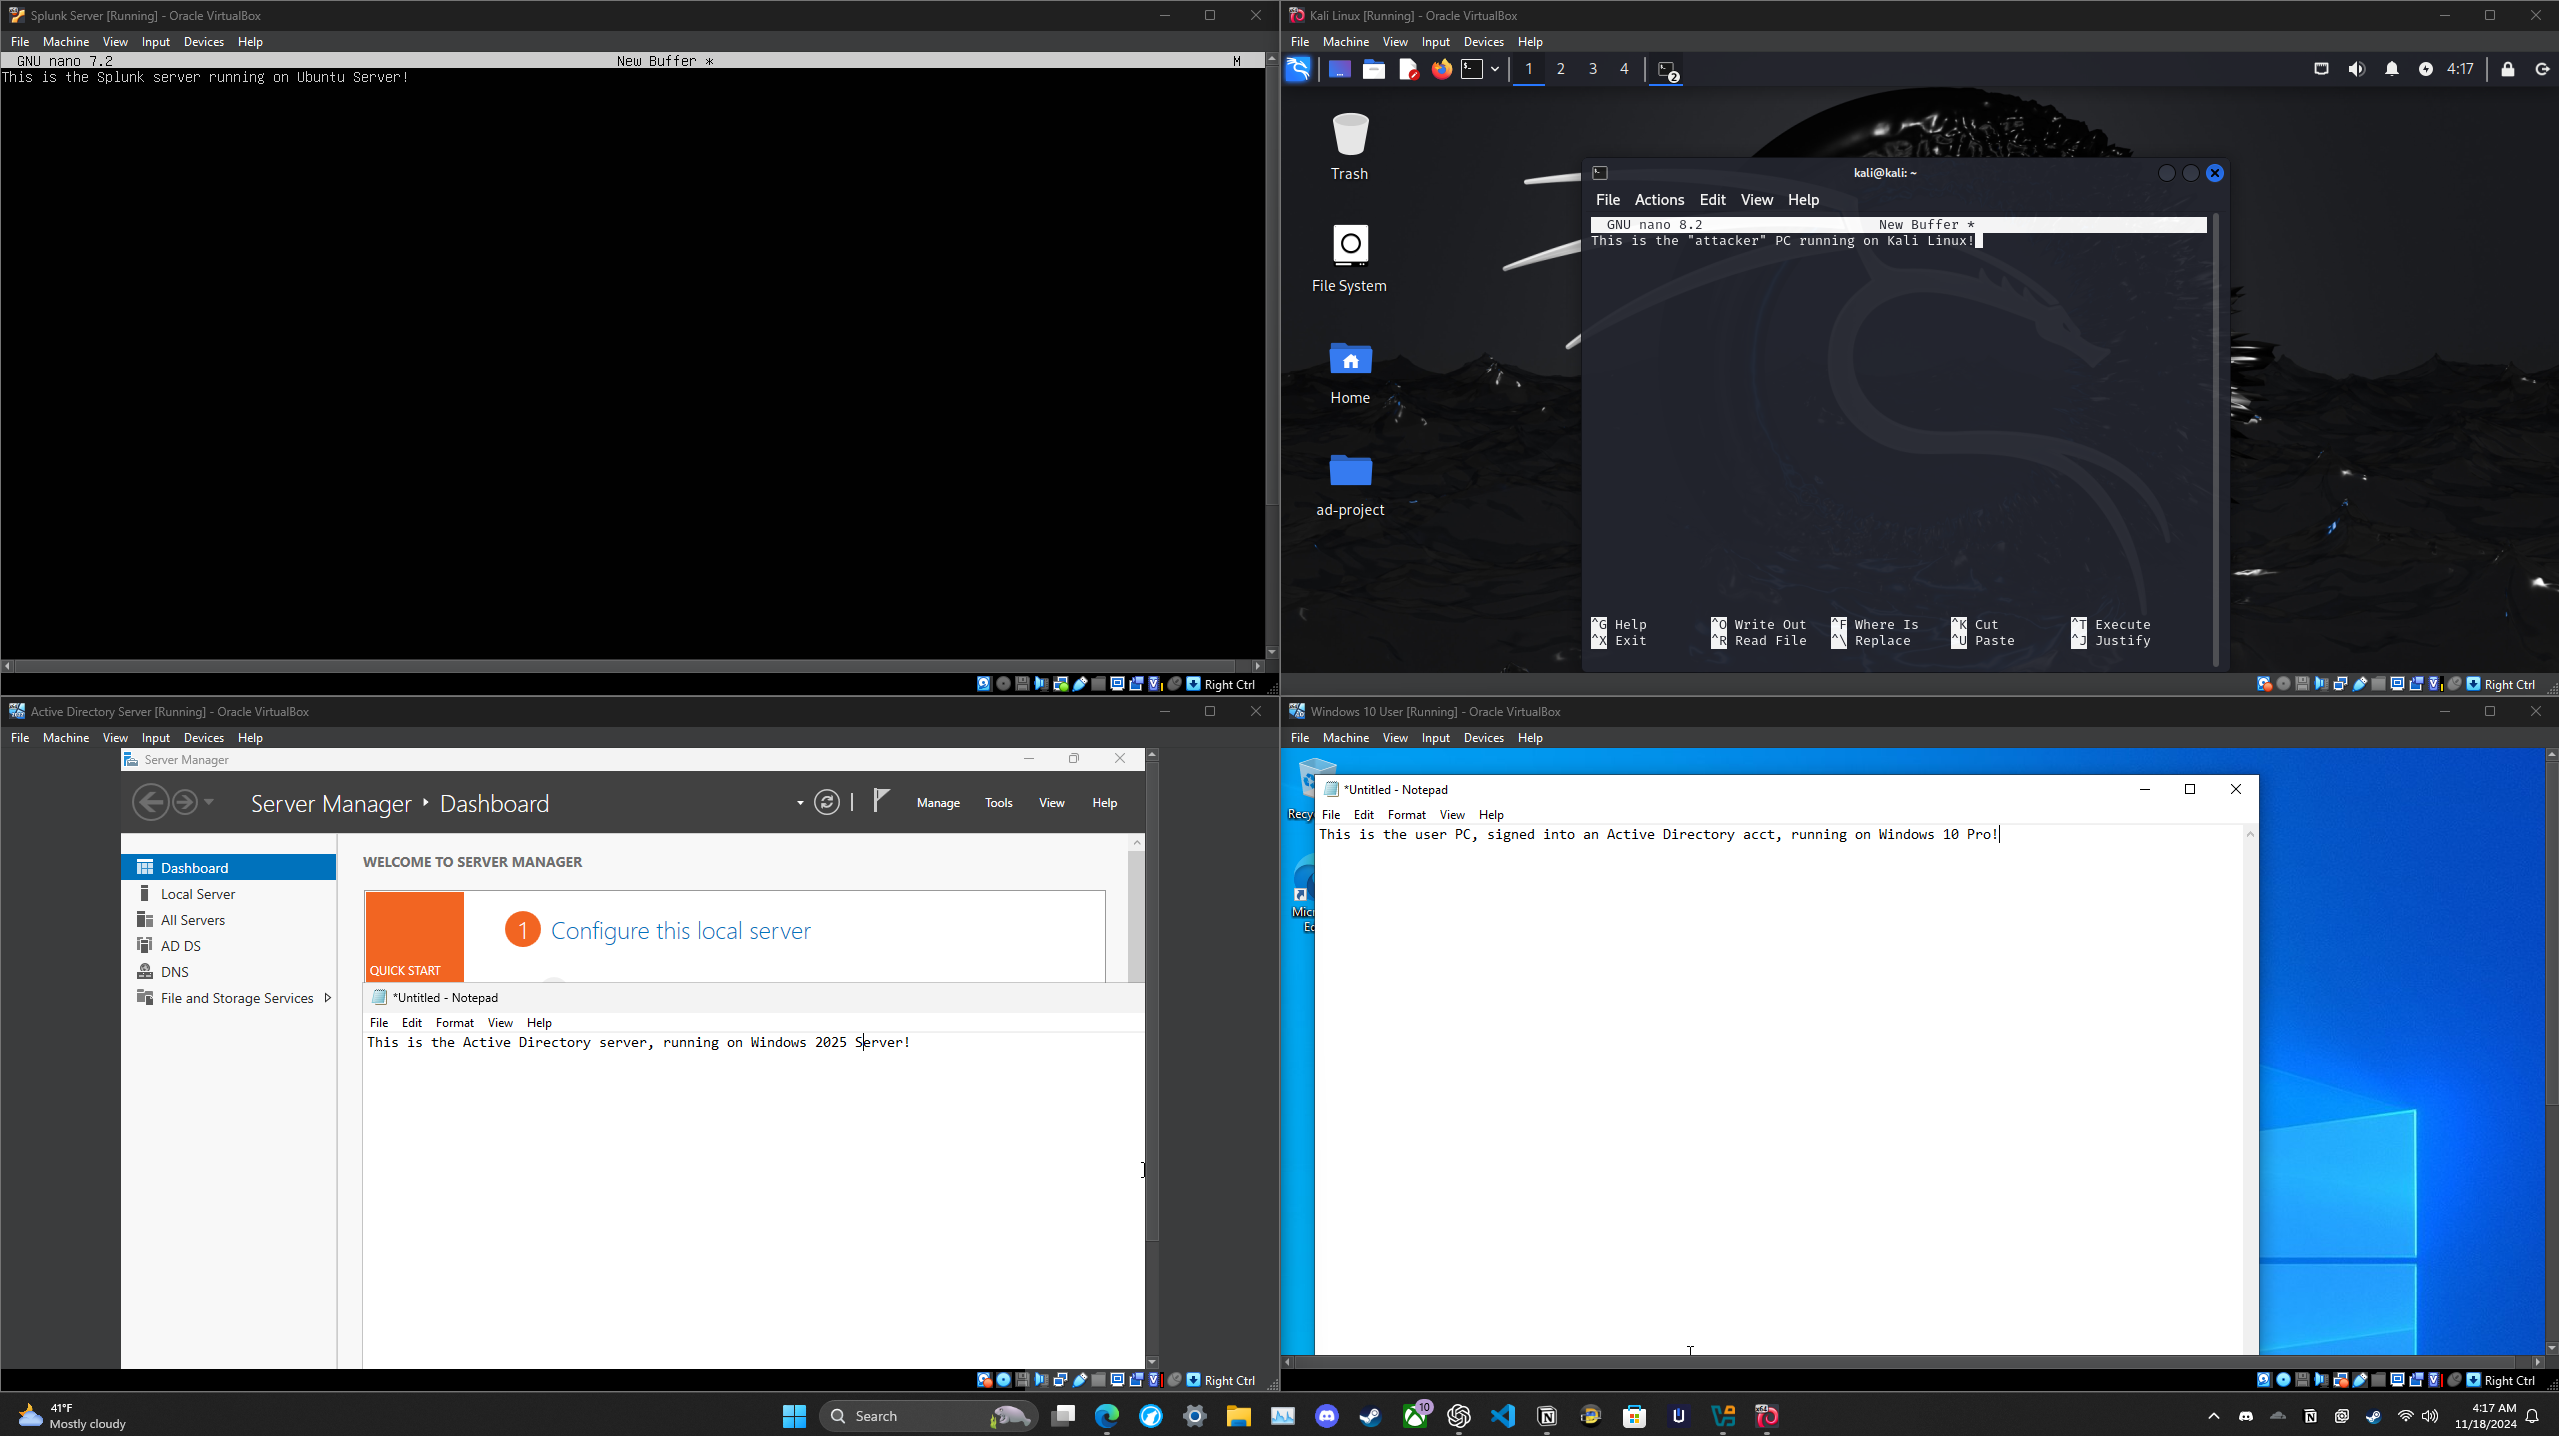 Splunk Server [Running] - Oracle VirtualBox
File Machine View Input Devices Help
GNU nano 7.2 New Buffer * M
This is the Splunk server running on Ubuntu Server!
Right Ctrl
Kali Linux [Running] - Oracle VirtualBox
File Machine View Input Devices Help
1 2 3 4 2 4:17
Trash
File System
Home
ad-project
kali@kali: ~
File Actions Edit View Help
GNU nano 8.2 New Buffer *
This is the "attacker" PC running on Kali Linux!
^G Help ^O Write Out ^F Where Is ^K Cut ^T Execute
^X Exit ^R Read File ^\ Replace ^U Paste ^J Justify
Right Ctrl
Active Directory Server [Running] - Oracle VirtualBox
File Machine View Input Devices Help
Server Manager
Server Manager ‣ Dashboard
Manage Tools View Help
Dashboard
Local Server
All Servers
AD DS
DNS
File and Storage Services
WELCOME TO SERVER MANAGER
QUICK START
1 Configure this local server
*Untitled - Notepad
File Edit Format View Help
This is the Active Directory server, running on Windows 2025 Server!
Right Ctrl
Windows 10 User [Running] - Oracle VirtualBox
File Machine View Input Devices Help
Recy
Micr
Ed
*Untitled - Notepad
File Edit Format View Help
This is the user PC, signed into an Active Directory acct, running on Windows 10 Pro!
Right Ctrl
41°F
Mostly cloudy
Search
10
4:17 AM
11/18/2024